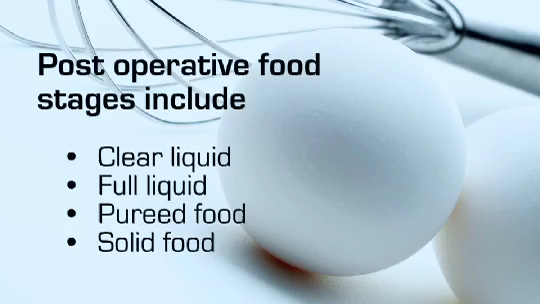 Post operative food
stages include
• Clear liquid
• Full liquid
• Pureed food
• Solid food